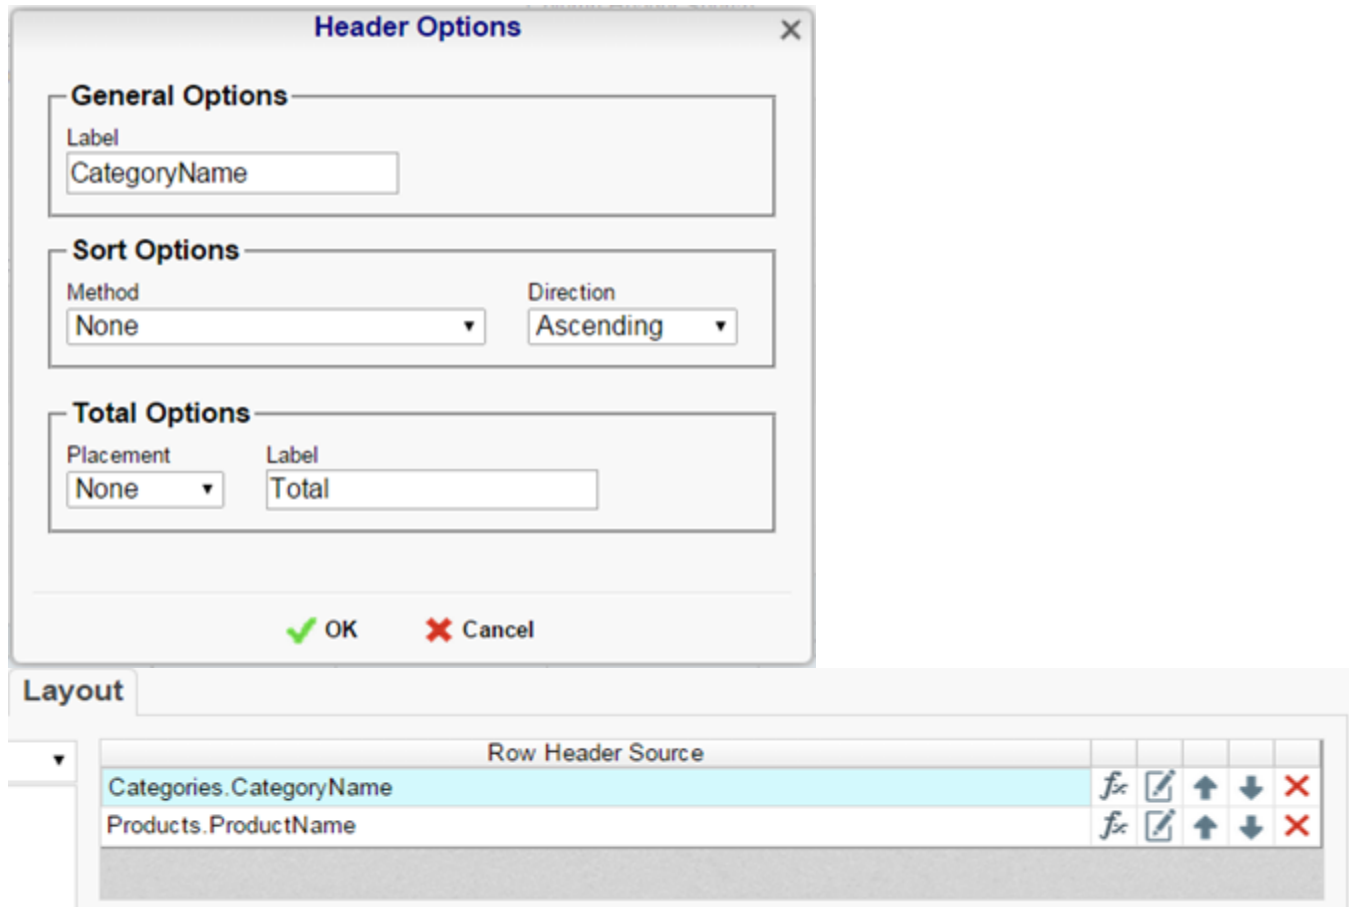 Header Options
General Options
Label
CategoryName
Sort Options
Method Direction
None Ascending
Total Options
Placement Label
None Total
OK Cancel
Layout
Row Header Source
Categories.CategoryName
Products.ProductName